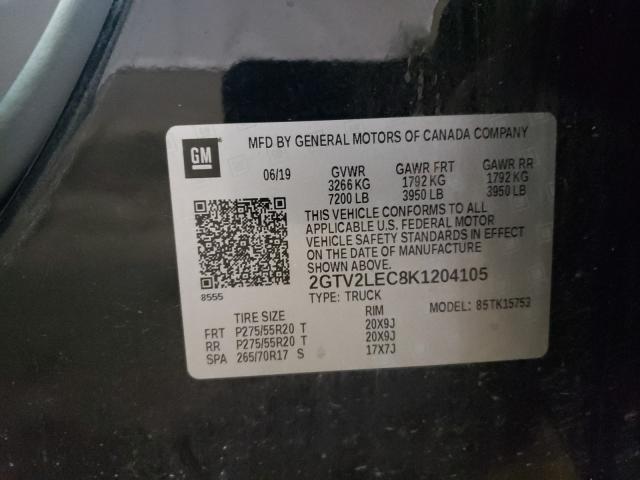 MFD BY GENERAL MOTORS OF CANADA COMPANY
GM
06/19 GVWR GAWR FRT GAWR RR
3266 KG 1792 KG 1792 KG
7200 LB 3950 LB 3950 LB
THIS VEHICLE CONFORMS TO ALL
APPLICABLE U.S. FEDERAL MOTOR
VEHICLE SAFETY STANDARDS IN EFFECT
ON THE DATE OF MANUFACTURE
SHOWN ABOVE.
2GTV2LEC8K1204105
8555
TYPE: TRUCK MODEL: 85TK15753
TIRE SIZE RIM
FRT P275/55R20 T 20X9J
RR P275/55R20 T 20X9J
SPA 265/70R17 S 17X7J